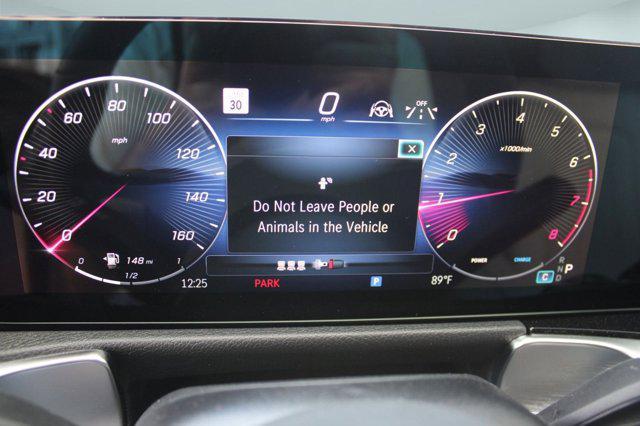 80
60
100
mph
40
120
20
140
0
160
148 mi
0
1/2
1
12:25
30
0
mph
OFF
Do Not Leave People or
Animals in the Vehicle
PARK
P
89°F
4
3
5
x1000/min
2
6
1
7
0
8
POWER
CHARGE
C
R
N
D
P